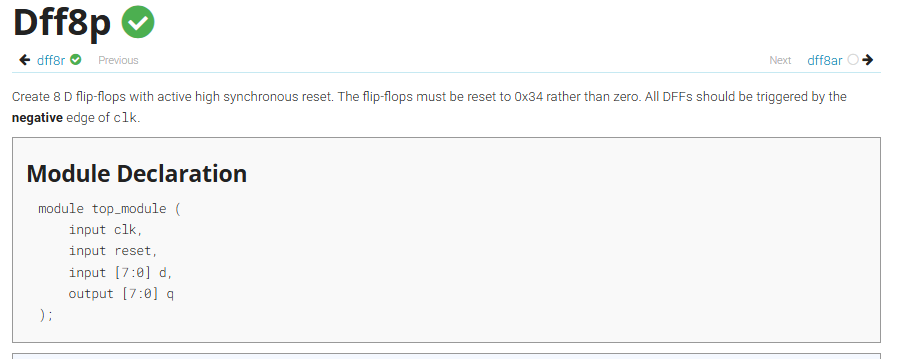 Dff8p
dff8r Previous
Next dff8ar
Create 8 D flip-flops with active high synchronous reset. The flip-flops must be reset to 0x34 rather than zero. All DFFs should be triggered by the
negative edge of clk.
Module Declaration
module top_module (
input clk,
input reset,
input [7:0] d,
output [7:0] q
);